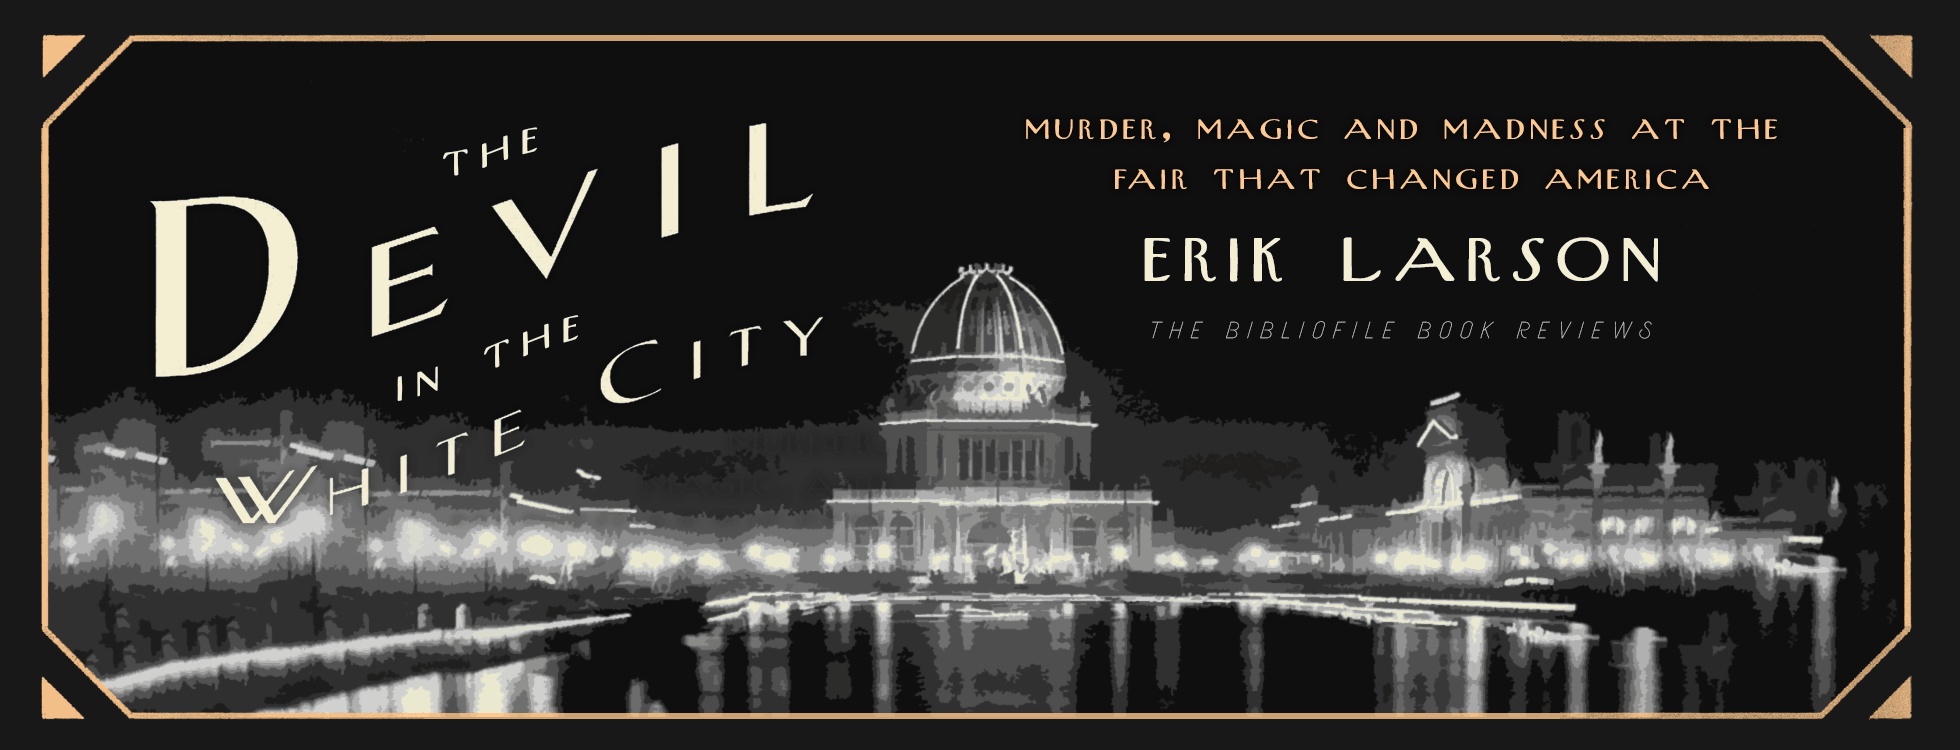 THE
DEVIL
IN THE
WHITE CITY
MURDER, MAGIC AND MADNESS AT THE
FAIR THAT CHANGED AMERICA
ERIK LARSON
THE BIBLIOFILE BOOK REVIEWS